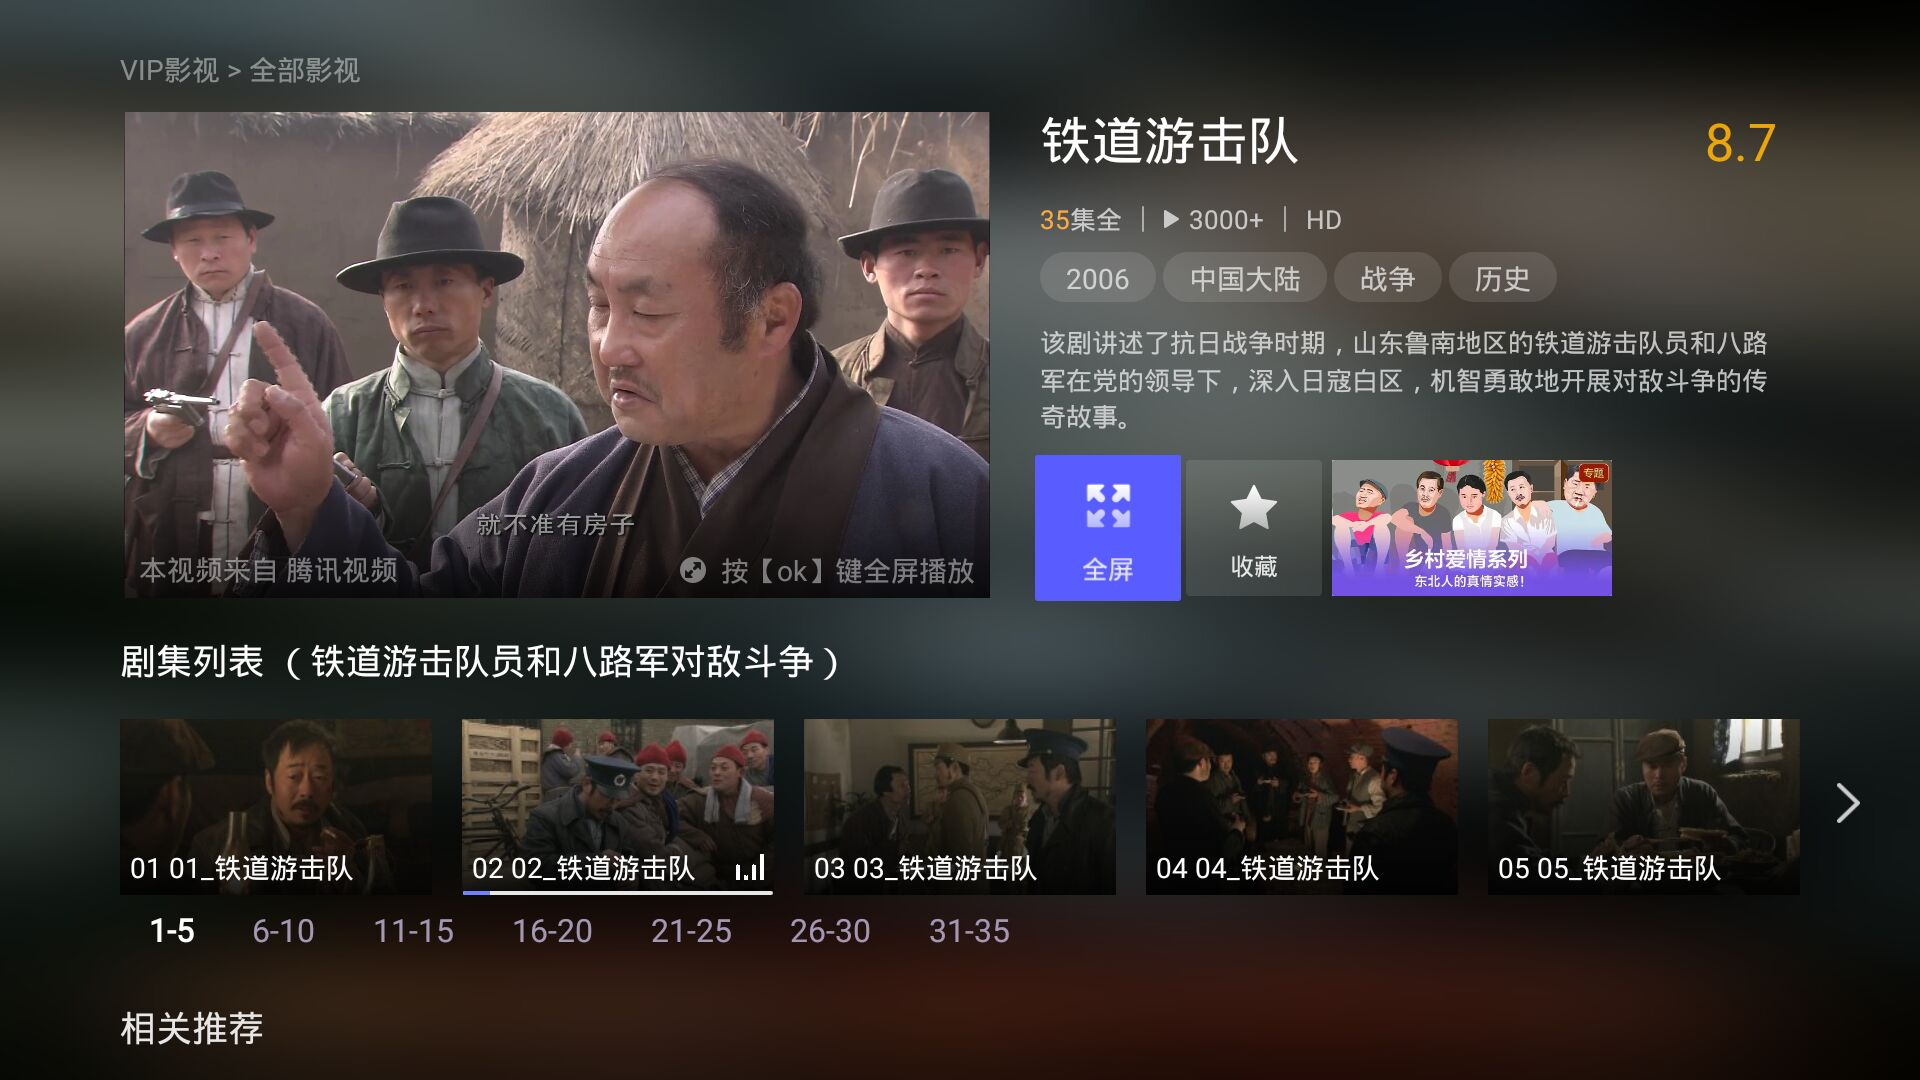 VIP影视 > 全部影视
铁道游击队
8.7
35集全 | ▶ 3000+ | HD
2006 中国大陆 战争 历史
该剧讲述了抗日战争时期，山东鲁南地区的铁道游击队员和八路
军在党的领导下，深入日寇白区，机智勇敢地开展对敌斗争的传
奇故事。
就不准有房子
本视频来自 腾讯视频
按【ok】键全屏播放
全屏
收藏
专题
乡村爱情系列
东北人的真情实感！
剧集列表 （铁道游击队员和八路军对敌斗争）
01 01_铁道游击队
02 02_铁道游击队
03 03_铁道游击队
04 04_铁道游击队
05 05_铁道游击队
1-5 6-10 11-15 16-20 21-25 26-30 31-35
相关推荐